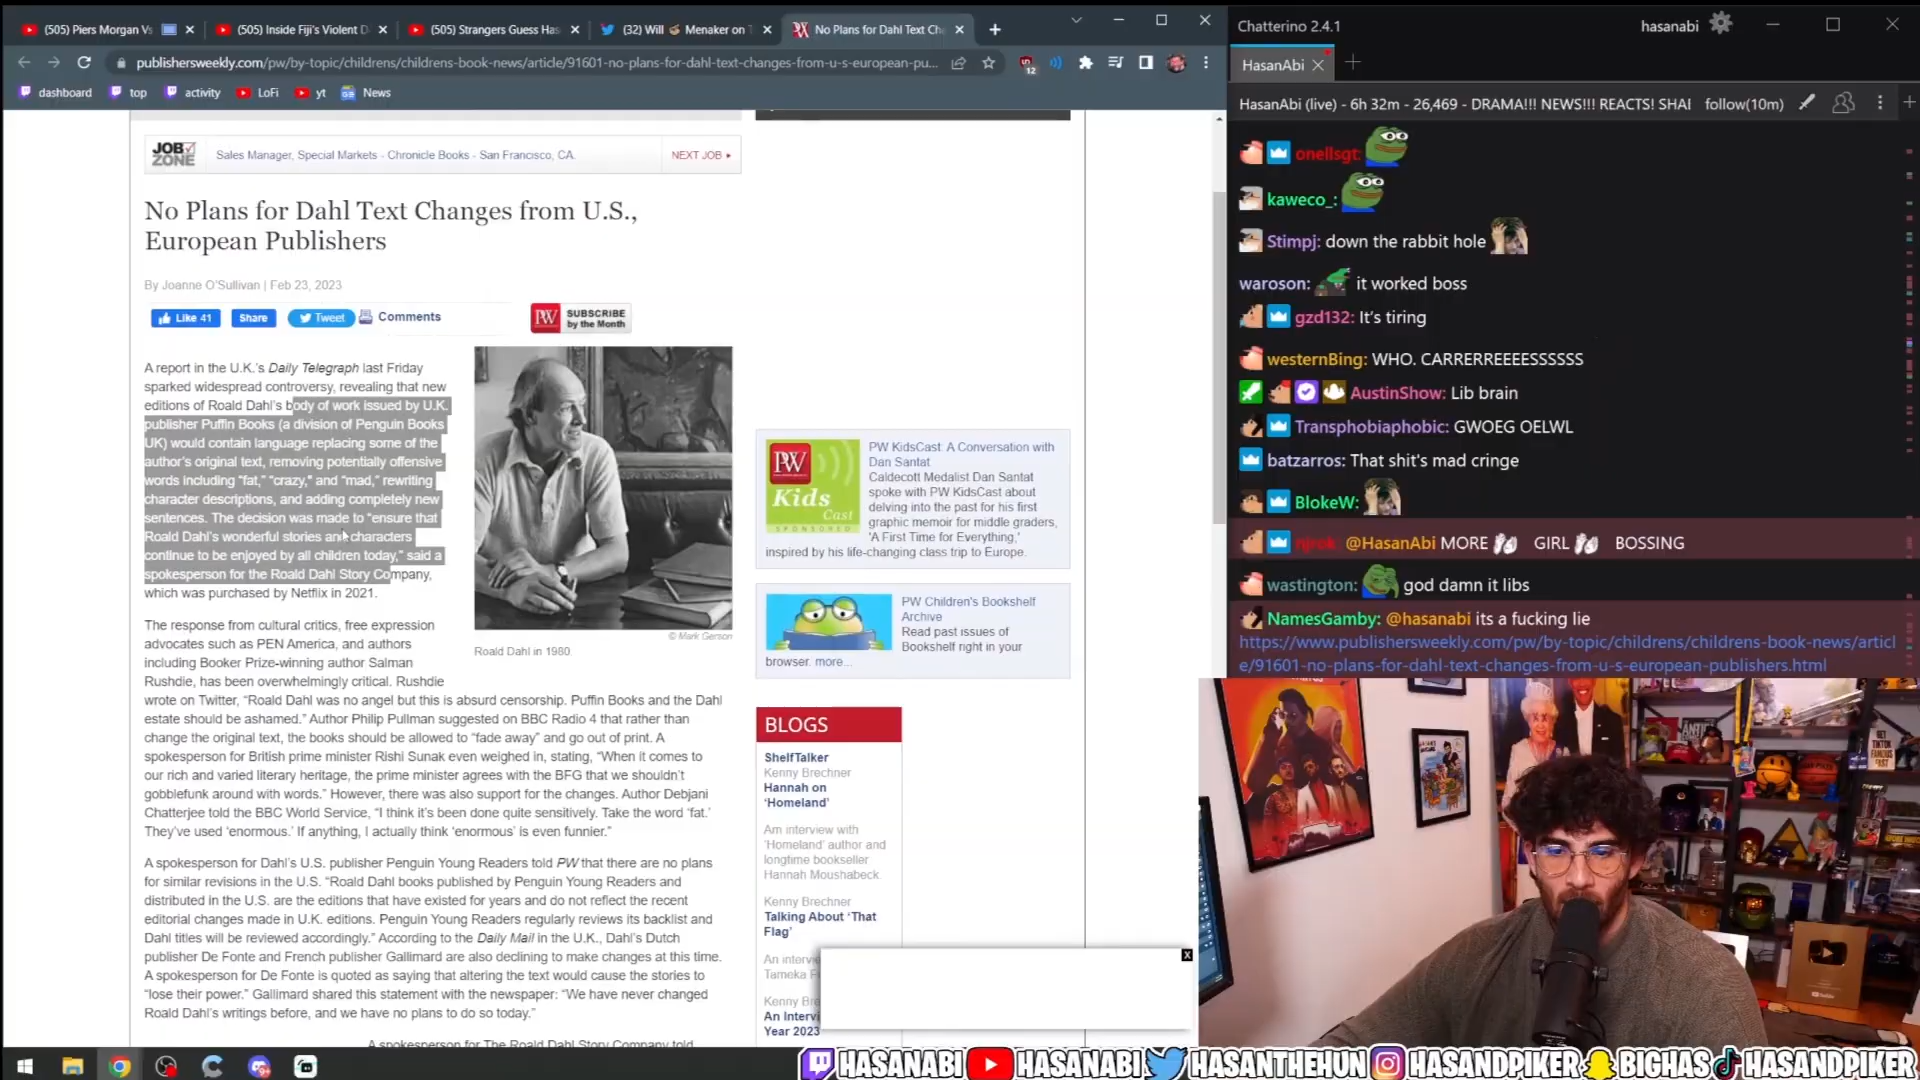 (505) Piers Morgan Vs
(505) Inside Fiji's Violent D
(505) Strangers Guess Has
(32) Will Menaker on T
No Plans for Dahl Text Ch
publishersweekly.com/pw/by-topic/childrens/childrens-book-news/article/91601-no-plans-for-dahl-text-changes-from-u-s-european-pu...
12
dashboard
top
activity
LoFi
yt
News
JOB ZONE
Sales Manager, Special Markets - Chronicle Books - San Francisco, CA.
NEXT JOB
No Plans for Dahl Text Changes from U.S.,
European Publishers
By Joanne O'Sullivan | Feb 23, 2023
Like 41
Share
Tweet
Comments
PW
SUBSCRIBE
by the Month
A report in the U.K.'s Daily Telegraph last Friday
sparked widespread controversy, revealing that new
editions of Roald Dahl's body of work issued by U.K.
publisher Puffin Books (a division of Penguin Books
UK) would contain language replacing some of the
author's original text, removing potentially offensive
words including "fat," "crazy," and "mad," rewriting
character descriptions, and adding completely new
sentences. The decision was made to "ensure that
Roald Dahl's wonderful stories and characters
continue to be enjoyed by all children today," said a
spokesperson for the Roald Dahl Story Company,
which was purchased by Netflix in 2021.
© Mark Gerson
Roald Dahl in 1980
The response from cultural critics, free expression
advocates such as PEN America, and authors
including Booker Prize-winning author Salman
Rushdie, has been overwhelmingly critical. Rushdie
wrote on Twitter, "Roald Dahl was no angel but this is absurd censorship. Puffin Books and the Dahl
estate should be ashamed." Author Philip Pullman suggested on BBC Radio 4 that rather than
change the original text, the books should be allowed to "fade away" and go out of print. A
spokesperson for British prime minister Rishi Sunak even weighed in, stating, "When it comes to
our rich and varied literary heritage, the prime minister agrees with the BFG that we shouldn't
gobblefunk around with words." However, there was also support for the changes. Author Debjani
Chatterjee told the BBC World Service, "I think it's been done quite sensitively. Take the word 'fat.'
They've used 'enormous.' If anything, I actually think 'enormous' is even funnier."
A spokesperson for Dahl's U.S. publisher Penguin Young Readers told PW that there are no plans
for similar revisions in the U.S. "Roald Dahl books published by Penguin Young Readers and
distributed in the U.S. are the editions that have existed for years and do not reflect the recent
editorial changes made in U.K. editions. Penguin Young Readers regularly reviews its backlist and
Dahl titles will be reviewed accordingly." According to the Daily Mail in the U.K., Dahl's Dutch
publisher De Fonte and French publisher Gallimard are also declining to make changes at this time.
A spokesperson for De Fonte is quoted as saying that altering the text would cause the stories to
"lose their power." Gallimard shared this statement with the newspaper: "We have never changed
Roald Dahl's writings before, and we have no plans to do so today."
A spokesperson for The Roald Dahl Story Company told
PW
Kids
Cast
SPONSORED
PW KidsCast: A Conversation with
Dan Santat
Caldecott Medalist Dan Santat
spoke with PW KidsCast about
delving into the past for his first
graphic memoir for middle graders,
'A First Time for Everything,'
inspired by his life-changing class trip to Europe.
PW Children's Bookshelf
Archive
Read past issues of
Bookshelf right in your
browser. more...
BLOGS
ShelfTalker
Kenny Brechner
Hannah on
'Homeland'
Am interview with
'Homeland' author and
longtime bookseller
Hannah Moushabeck
Kenny Brechner
Talking About 'That
Flag'
An intervie
Tameka F
Kenny Bre
An Intervi
Year 2023
X
Chatterino 2.4.1
hasanabi
HasanAbi
HasanAbi (live) - 6h 32m - 26,469 - DRAMA!!! NEWS!!! REACTS! SHAI
follow(10m)
onellsgt:
kaweco_:
Stimpj: down the rabbit hole
waroson: it worked boss
gzd132: It's tiring
westernBing: WHO. CARRERREEEESSSSSS
AustinShow: Lib brain
Transphobiaphobic: GWOEG OELWL
batzarros: That shit's mad cringe
BlokeW:
@HasanAbi MORE GIRL BOSSING
wastington: god damn it libs
NamesGamby: @hasanabi its a fucking lie
https://www.publishersweekly.com/pw/by-topic/childrens/childrens-book-news/articl
e/91601-no-plans-for-dahl-text-changes-from-u-s-european-publishers.html
HASANABI HASANABI HASANTHEHUN HASANDPIKER BIGHAS HASANDPIKER